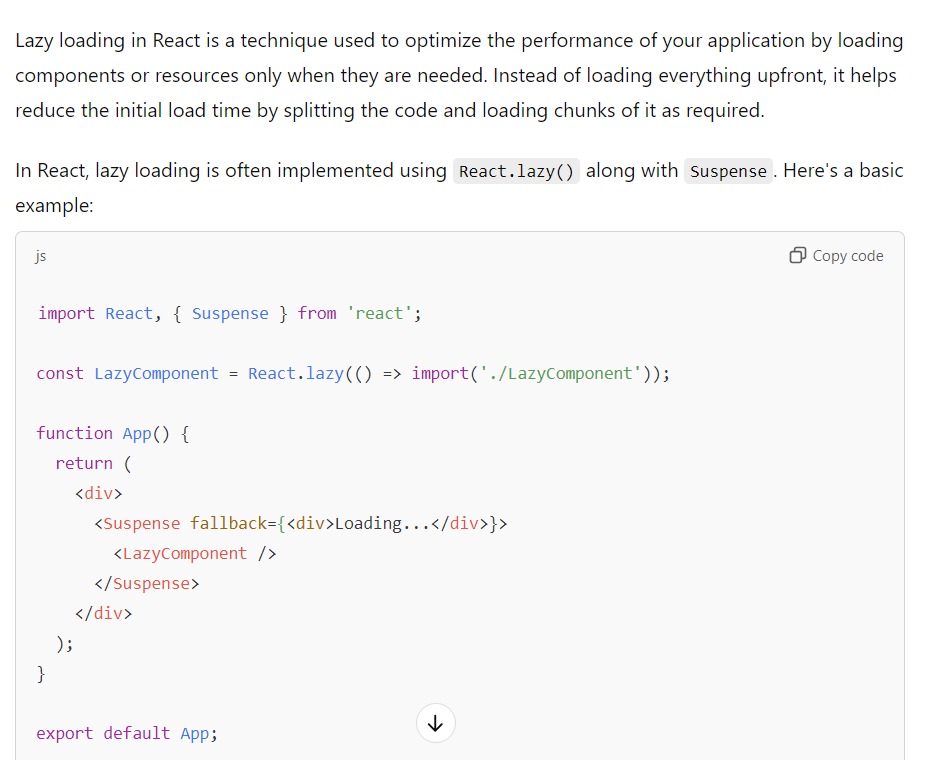 Lazy loading in React is a technique used to optimize the performance of your application by loading
components or resources only when they are needed. Instead of loading everything upfront, it helps
reduce the initial load time by splitting the code and loading chunks of it as required.
In React, lazy loading is often implemented using React.lazy() along with Suspense . Here's a basic
example:
js Copy code
import React, { Suspense } from 'react';
const LazyComponent = React.lazy(() => import('./LazyComponent'));
function App() {
  return (
    <div>
      <Suspense fallback={<div>Loading...</div>}>
        <LazyComponent />
      </Suspense>
    </div>
  );
}
export default App;